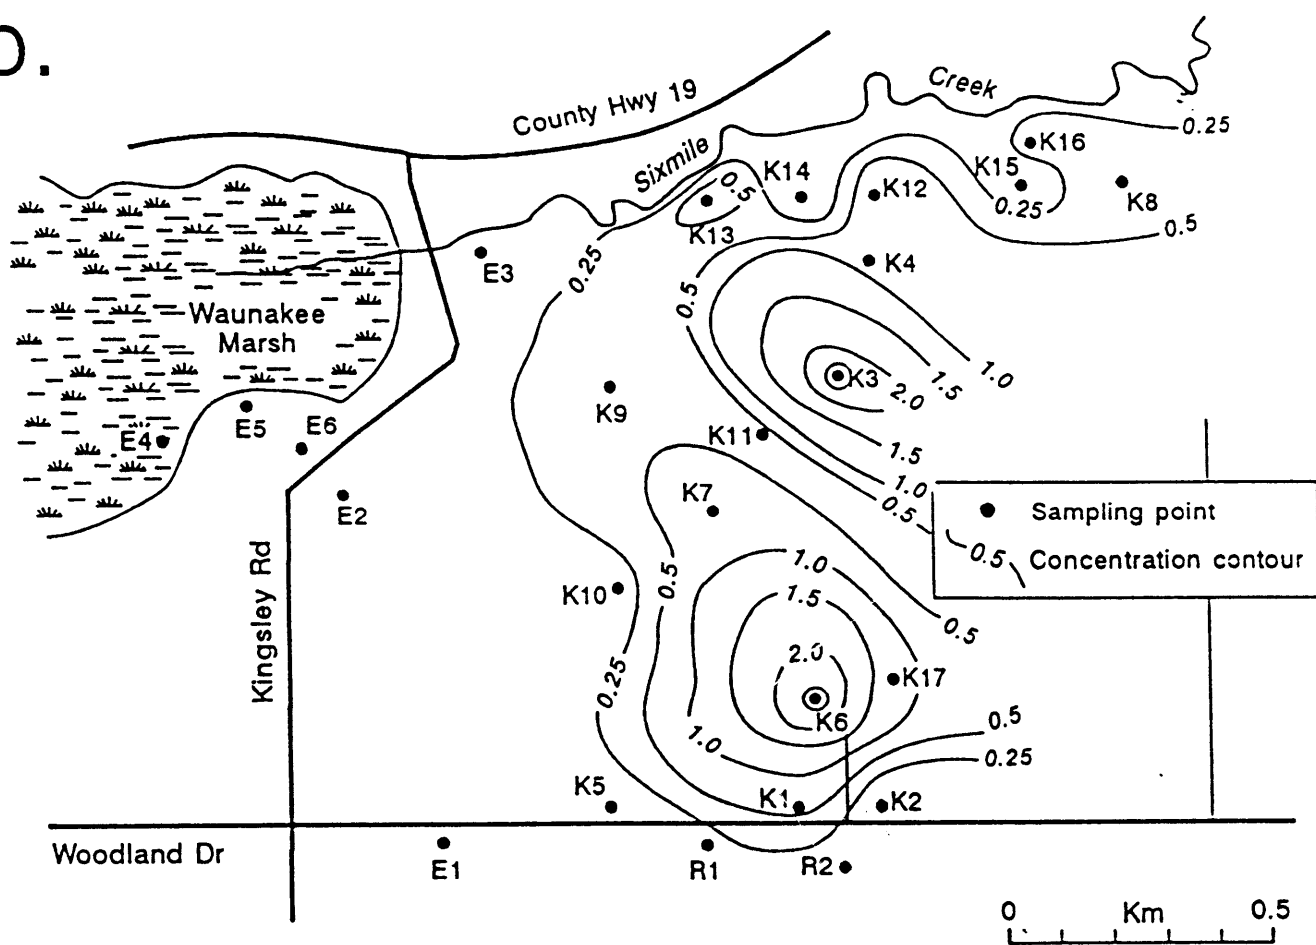 D.
County Hwy 19
Creek
0.25
Sixmile
K14
K16
K15
0.5
K12
0.25
K8
K13
0.5
E3
0.25
K4
0.5
Waunakee
Marsh
1.0
1.5
K3
2.0
K9
E4
E5
E6
K11
1.5
1.0
0.5
K7
E2
Sampling point
0.5
Concentration contour
Kingsley Rd
K10
0.5
1.0
1.5
0.5
2.0
0.25
K17
K6
1.0
0.5
0.25
K5
K1
K2
Woodland Dr
E1
R1
R2
0 Km 0.5